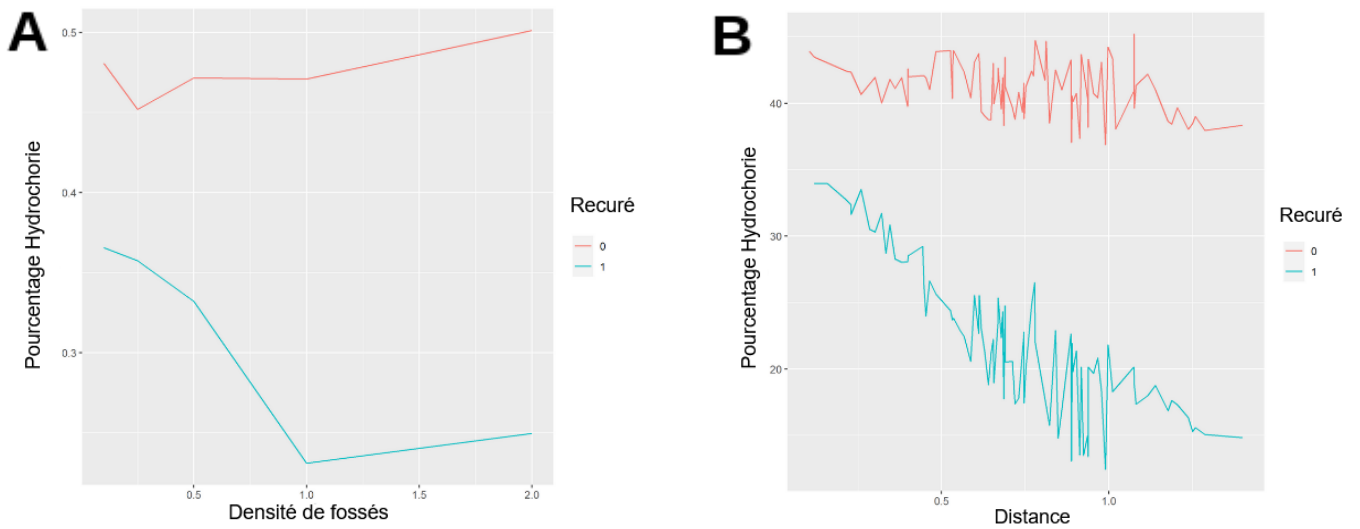 A
Pourcentage Hydrochorie
0.5
0.4
0.3
0.5
1.0
1.5
2.0
Densité de fossés
Recuré
0
1
B
Pourcentage Hydrochorie
40
30
20
0.5
1.0
Distance
Recuré
0
1